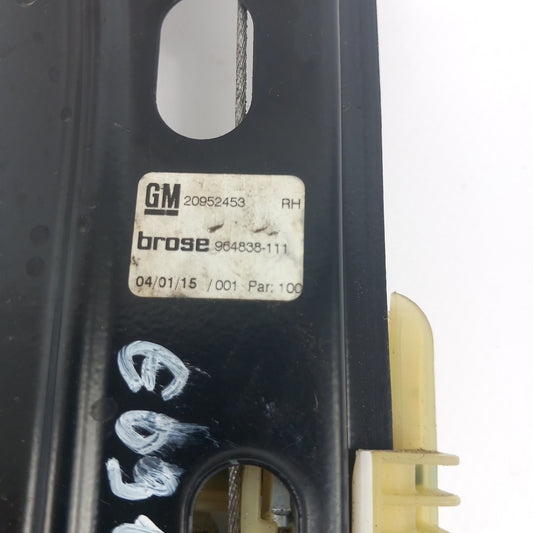 GM 20952453 RH
brose 964838-111
04/01/15 /001 Par: 100